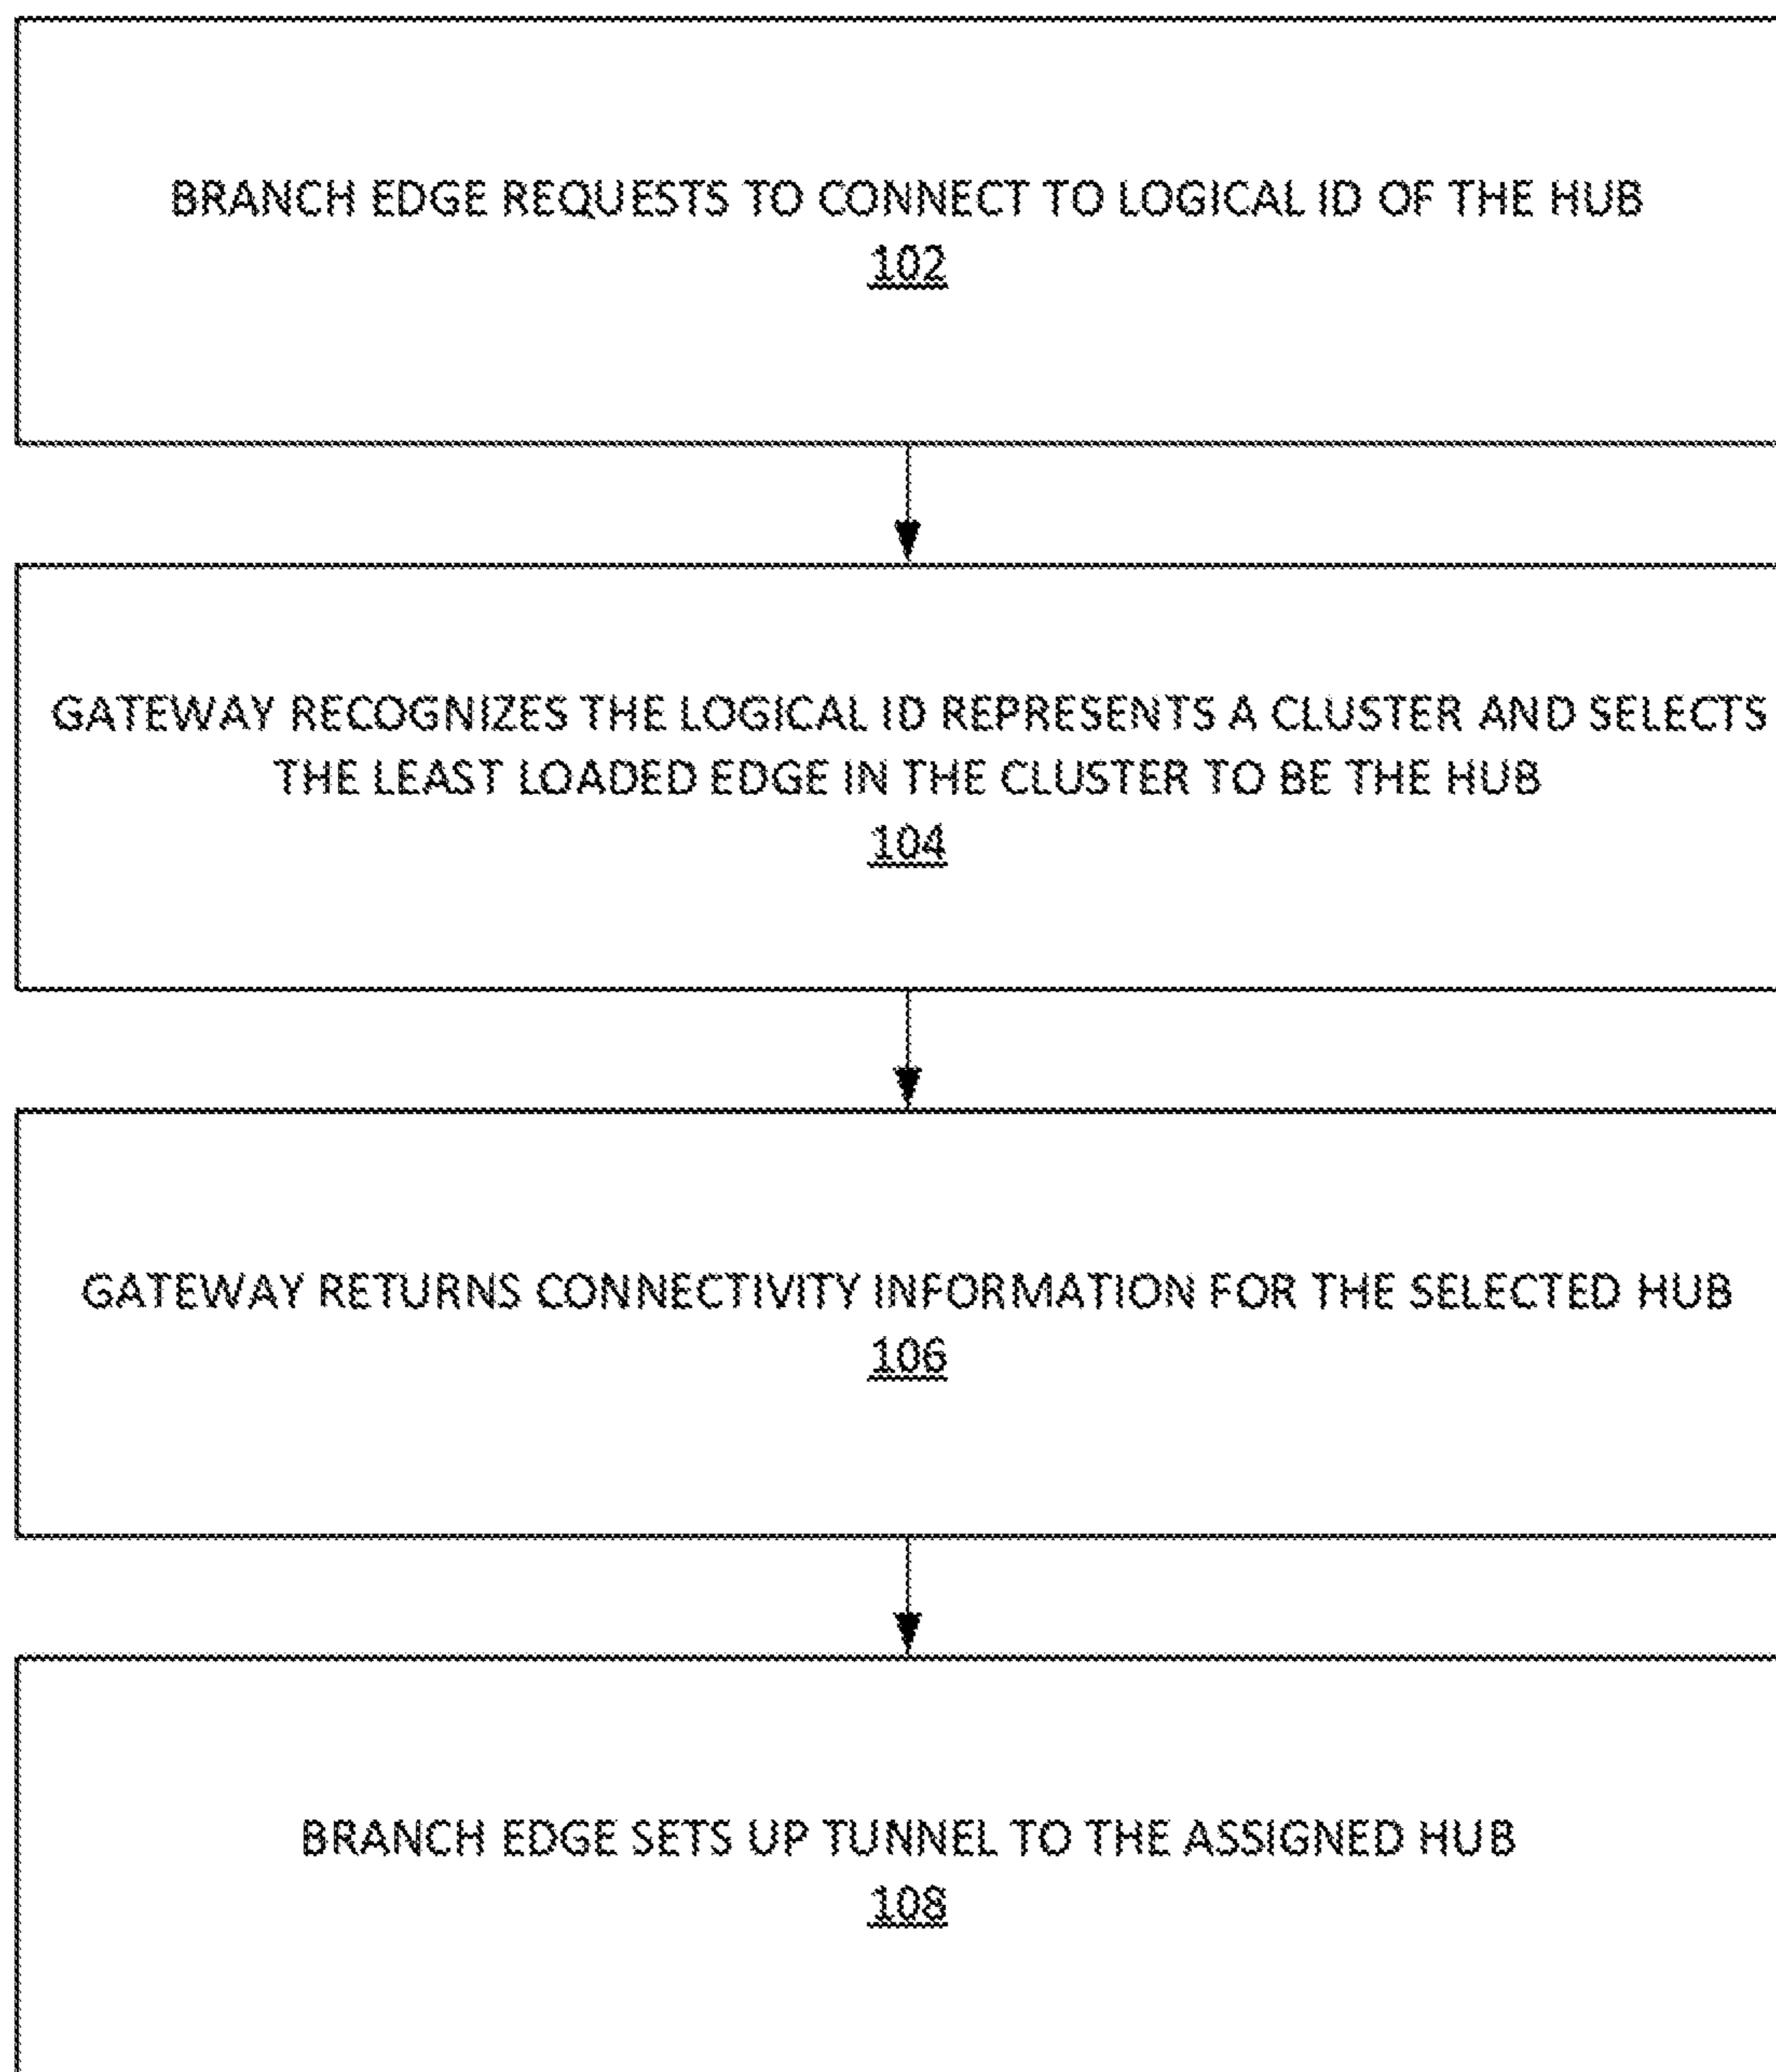 BRANCH EDGE REQUESTS TO CONNECT TO LOGICAL ID OF THE HUB
102
GATEWAY RECOGNIZES THE LOGICAL ID REPRESENTS A CLUSTER AND SELECTS
THE LEAST LOADED EDGE IN THE CLUSTER TO BE THE HUB
104
GATEWAY RETURNS CONNECTIVITY INFORMATION FOR THE SELECTED HUB
106
BRANCH EDGE SETS UP TUNNEL TO THE ASSIGNED HUB
108